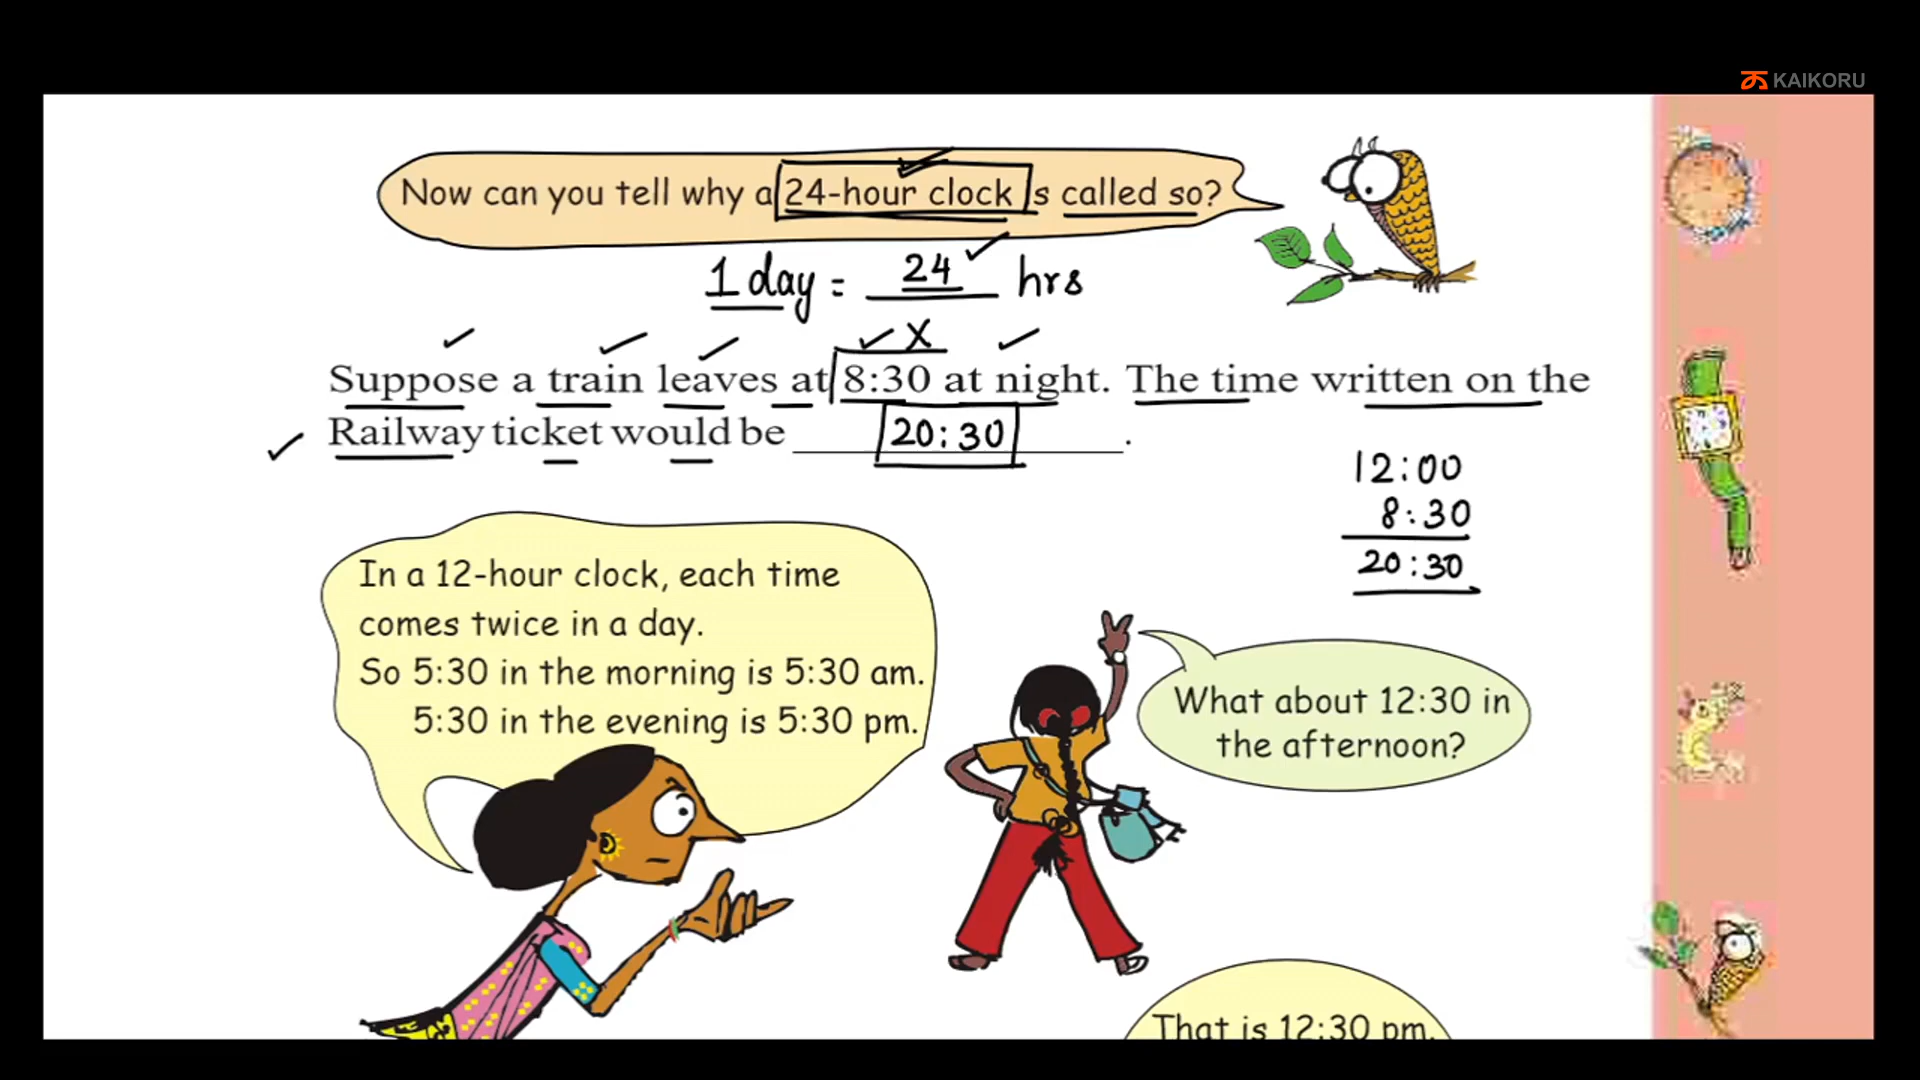 KAIKORU
Now can you tell why a 24-hour clock is called so?
1 day = 24 hrs
Suppose a train leaves at 8:30 at night. The time written on the
Railway ticket would be 20:30.
12:00
8:30
20:30
In a 12-hour clock, each time
comes twice in a day.
So 5:30 in the morning is 5:30 am.
5:30 in the evening is 5:30 pm.
What about 12:30 in
the afternoon?
That is 12:30 pm.